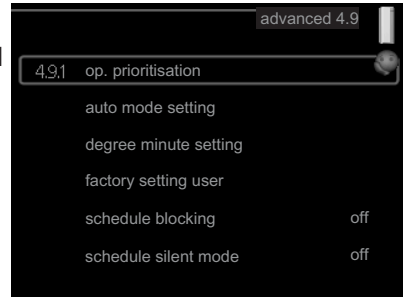 advanced 4.9
4.9.1 op. prioritisation
auto mode setting
degree minute setting
factory setting user
schedule blocking off
schedule silent mode off